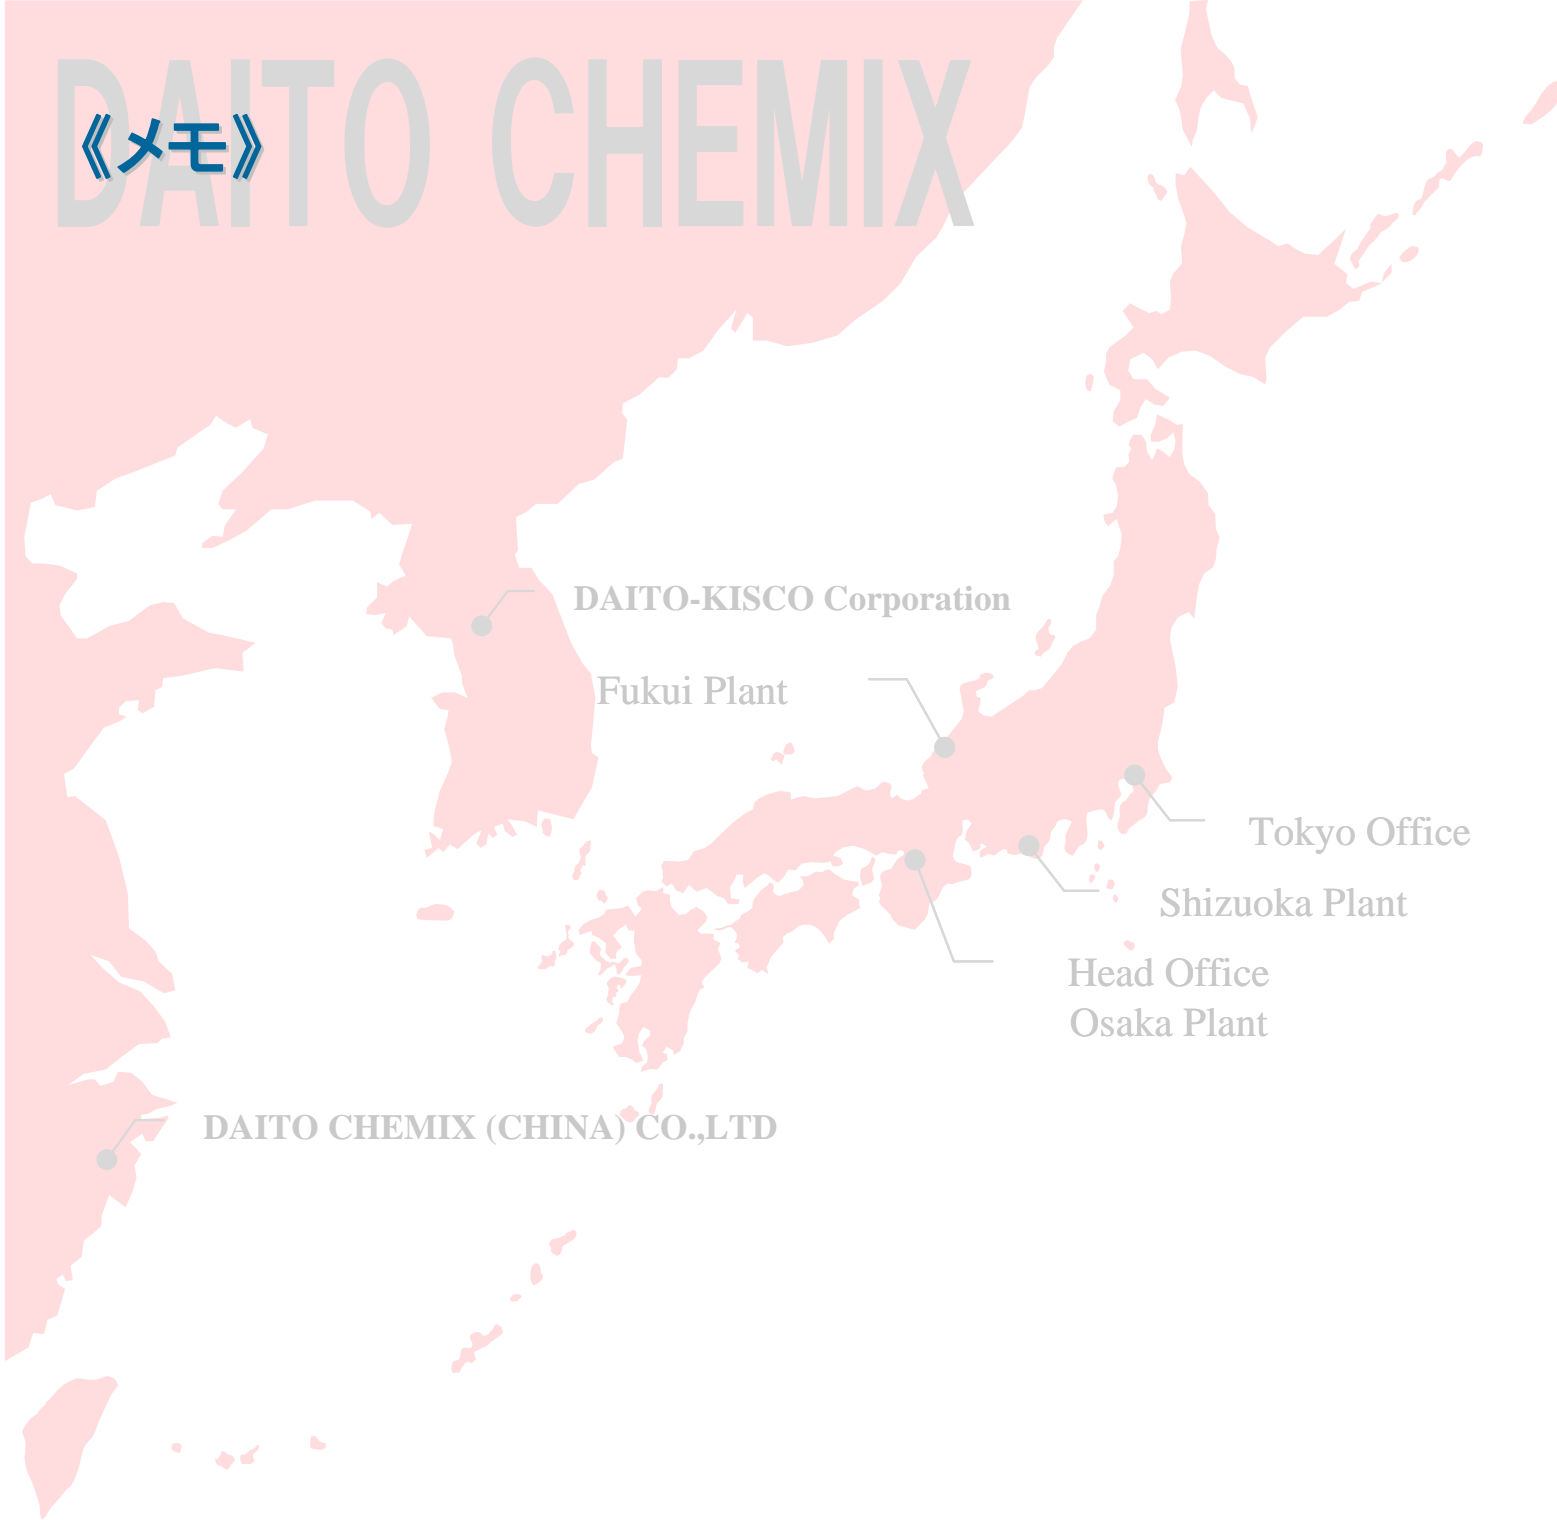 DAITO CHEMIX
《メモ》
DAITO-KISCO Corporation
Fukui Plant
Tokyo Office
Shizuoka Plant
Head Office
Osaka Plant
DAITO CHEMIX (CHINA) CO.,LTD